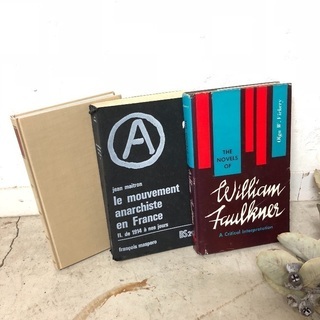 A
jean maitron
le mouvement
anarchiste
en France
II. de 1914 à nos jours
françois maspero
BS
Olga W. Vickery
THE
NOVELS
OF
William
Faulkner
A Critical Interpretation